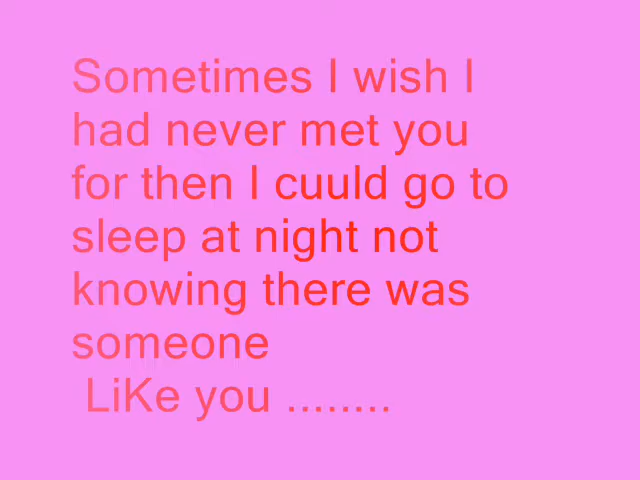 Sometimes I wish I
had never met you
for then I cuuld go to
sleep at night not
knowing there was
someone
LiKe you ........